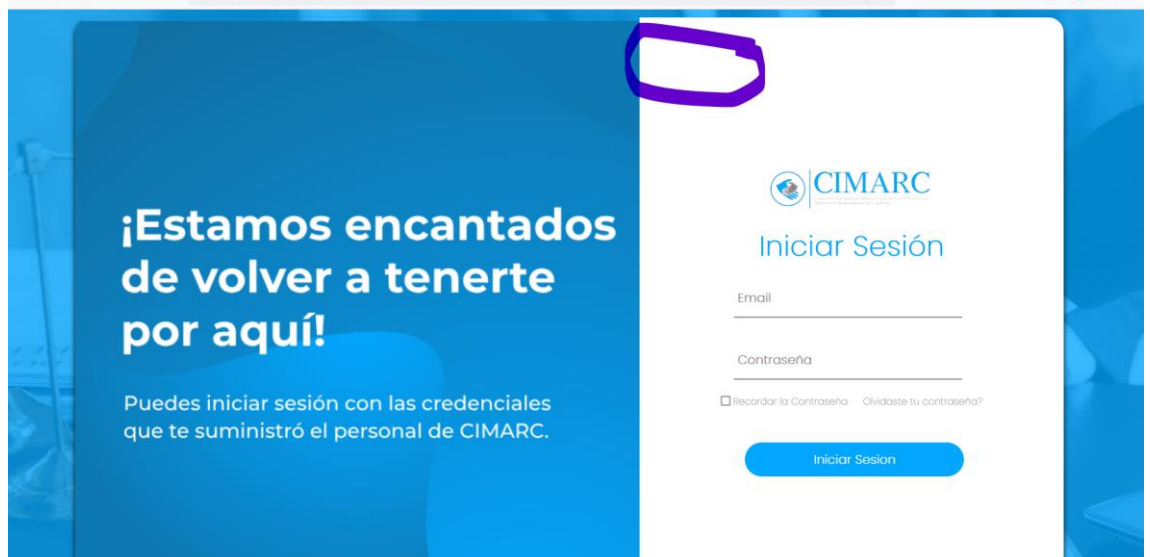 ¡Estamos encantados
de volver a tenerte
por aquí!
Puedes iniciar sesión con las credenciales
que te suministró el personal de CIMARC.
CIMARC
Iniciar Sesión
Email
Contraseña
Recordar la Contraseña Olvidaste tu contraseña?
Iniciar Sesion